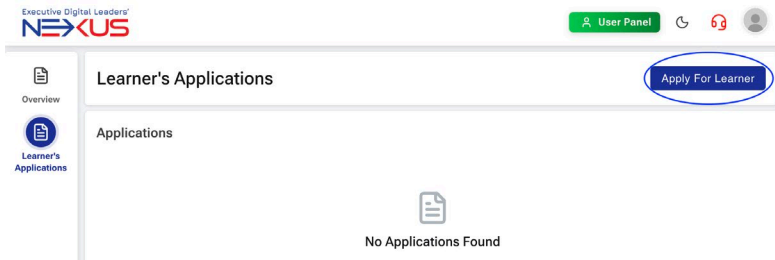 Executive Digital Leaders'
NEXUS
User Panel
Overview
Learner's
Applications
Learner's Applications
Apply For Learner
Applications
No Applications Found